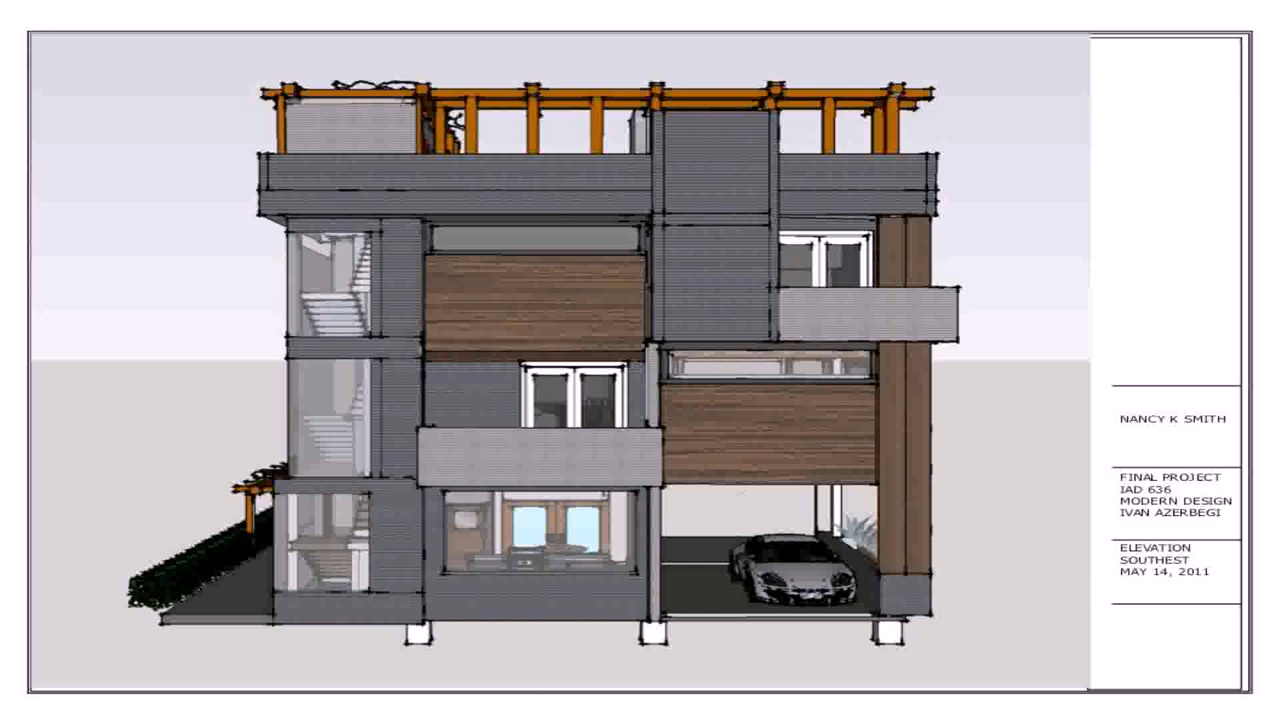 NANCY K SMITH
FINAL PROJECT
IAD 636
MODERN DESIGN
IVAN AZERBEGI
ELEVATION
SOUTHEST
MAY 14, 2011